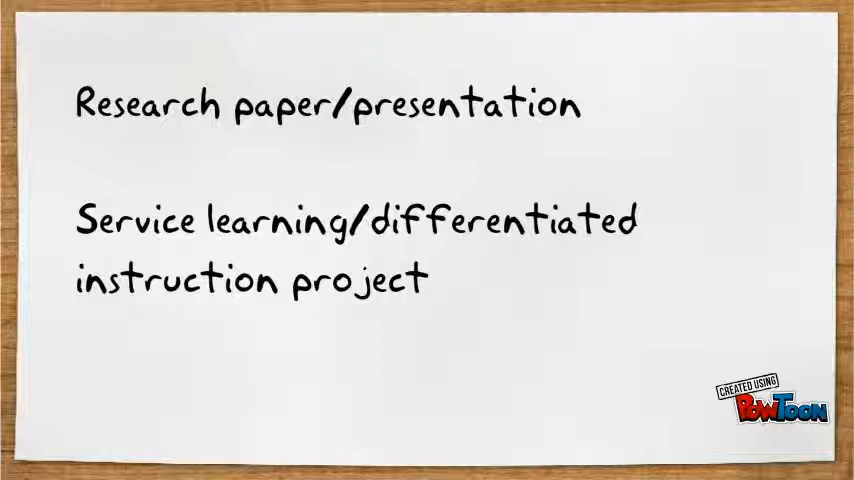 Research paper/presentation
Service learning/differentiated
instruction project
CREATED USING
POWTOON